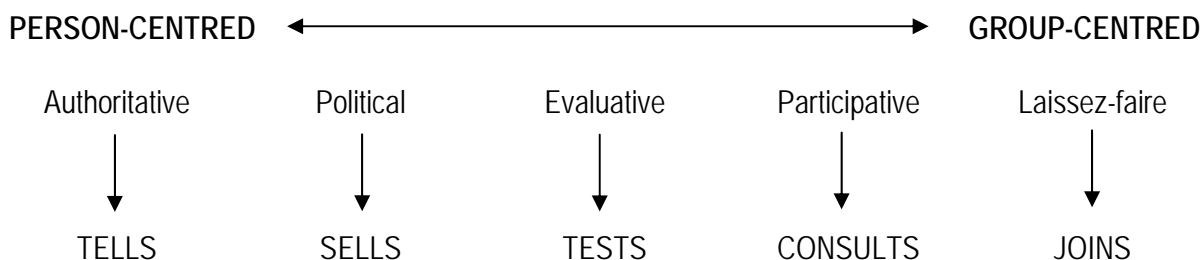 PERSON-CENTRED GROUP-CENTRED
Authoritative Political Evaluative Participative Laissez-faire
TELLS SELLS TESTS CONSULTS JOINS